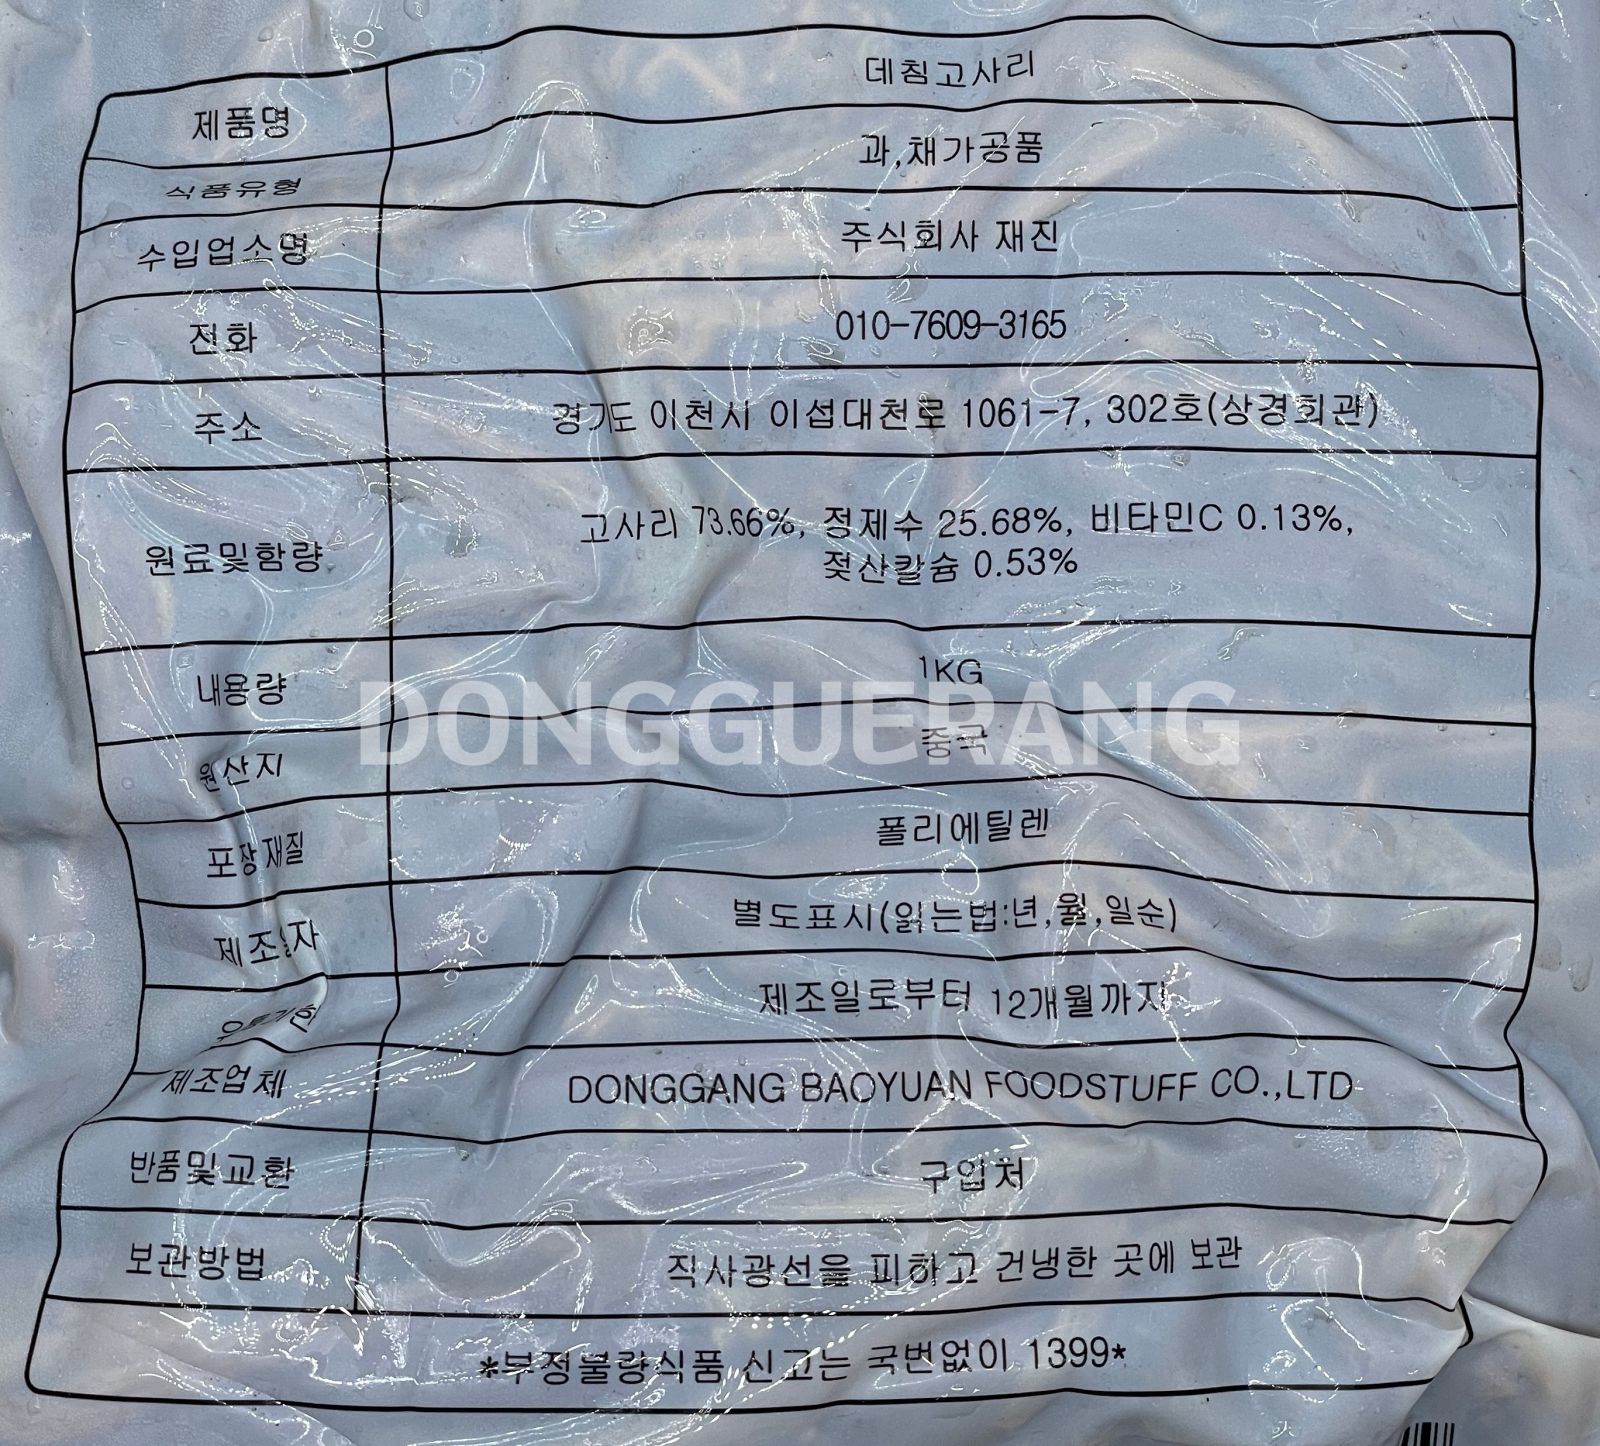 제품명 데침고사리
식품유형 과,채가공품
수입업소명 주식회사 재진
전화 010-7609-3165
주소 경기도 이천시 이섭대천로 1061-7, 302호(상경회관)
원료및함량 고사리 73.66%, 정제수 25.68%, 비타민C 0.13%,
젖산칼슘 0.53%
내용량 1KG
DONGGUERANG
원산지 중국
포장재질 폴리에틸렌
제조일자 별도표시(읽는법:년,월,일순)
유통기한 제조일로부터 12개월까지
제조업체 DONGGANG BAOYUAN FOODSTUFF CO.,LTD
반품및교환 구입처
보관방법 직사광선을 피하고 건냉한 곳에 보관
*부정불량식품 신고는 국번없이 1399*